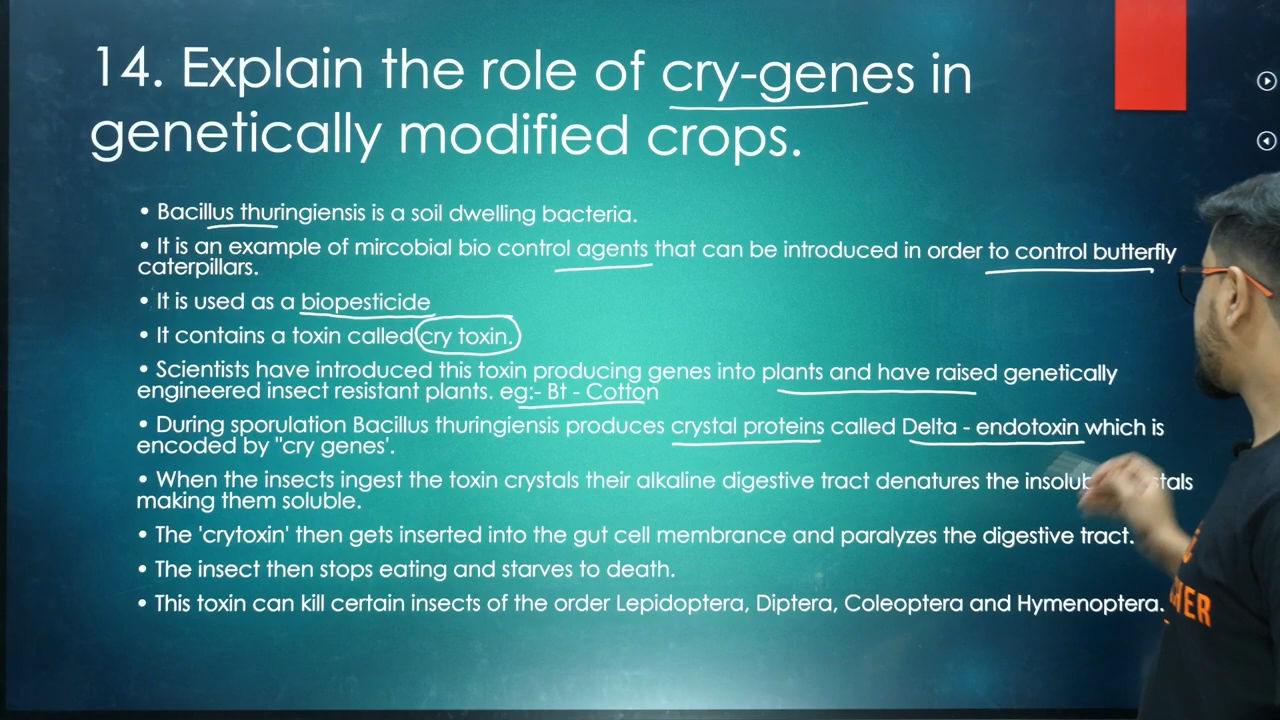 14. Explain the role of cry-genes in
genetically modified crops.
• Bacillus thuringiensis is a soil dwelling bacteria.
• It is an example of mircobial bio control agents that can be introduced in order to control butterfly
caterpillars.
• It is used as a biopesticide
• It contains a toxin called cry toxin.
• Scientists have introduced this toxin producing genes into plants and have raised genetically
engineered insect resistant plants. eg:- Bt - Cotton
• During sporulation Bacillus thuringiensis produces crystal proteins called Delta - endotoxin which is
encoded by "cry genes'.
• When the insects ingest the toxin crystals their alkaline digestive tract denatures the
making them soluble.
• The 'crytoxin' then gets inserted into the gut cell membrance and paralyzes the digestive tract.
• The insect then stops eating and starves to death.
• This toxin can kill certain insects of the order Lepidoptera, Diptera, Coleoptera and Hymenoptera.